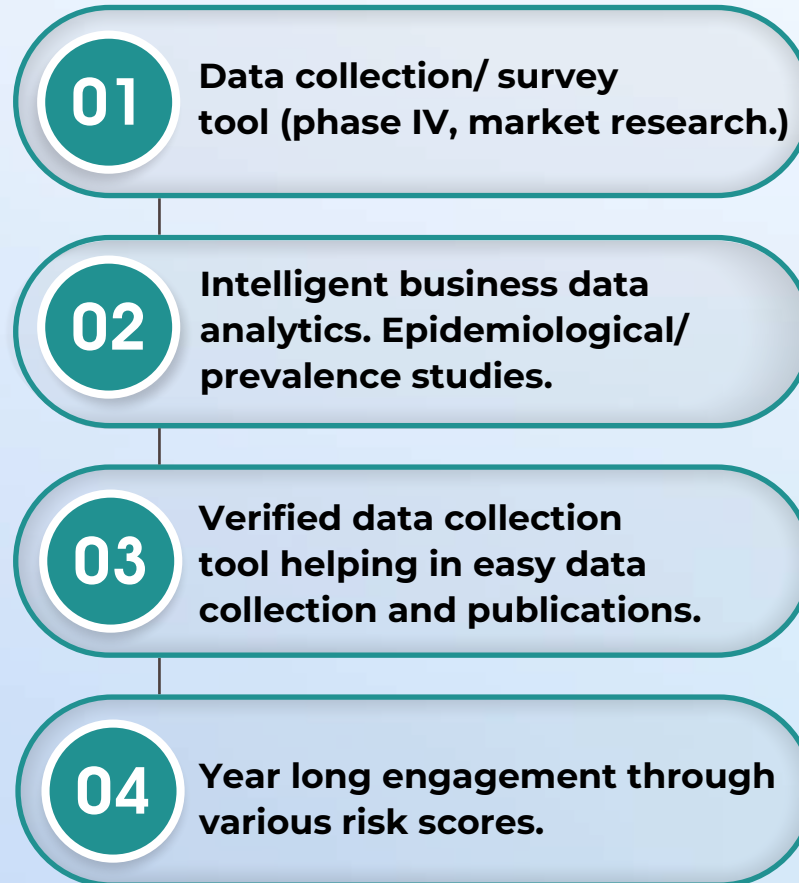 01
Data collection/ survey
tool (phase IV, market research.)
02
Intelligent business data
analytics. Epidemiological/
prevalence studies.
03
Verified data collection
tool helping in easy data
collection and publications.
04
Year long engagement through
various risk scores.